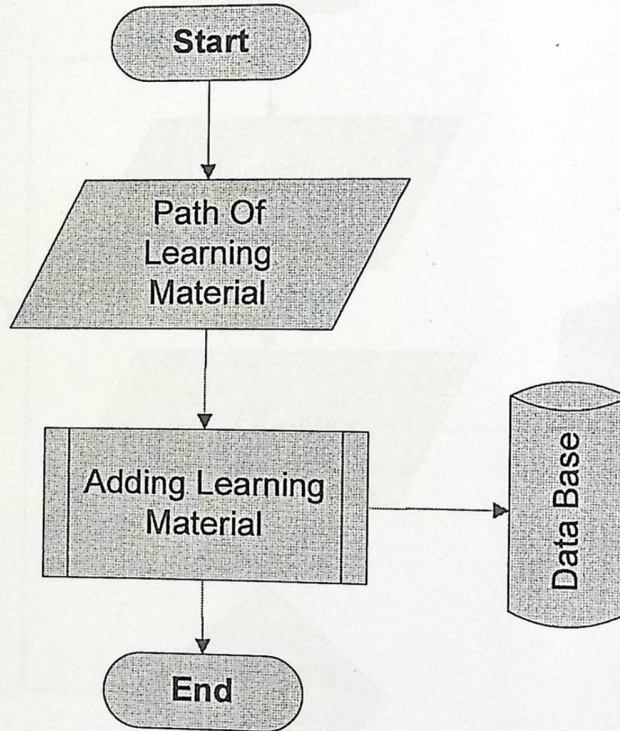 Start
Path Of
Learning
Material
Adding Learning
Material
Data Base
End